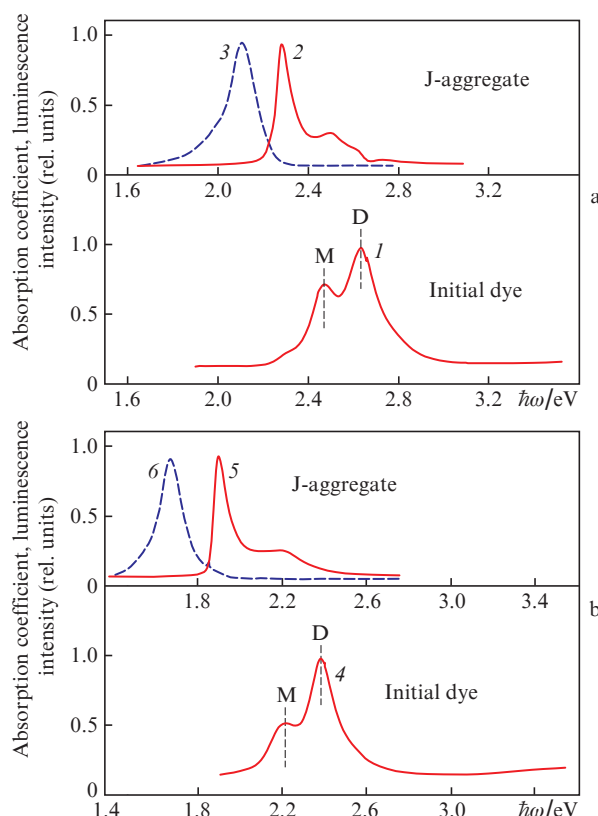 Absorption coefficient, luminescence
intensity (rel. units)
1.0
0.5
0
3
2
J-aggregate
1.6
2.0
2.4
2.8
3.2
a
1.0
0.5
0
M
D
1
Initial dye
1.6
2.0
2.4
2.8
3.2
ℏω/eV
Absorption coefficient, luminescence
intensity (rel. units)
1.0
0.5
0
6
5
J-aggregate
1.8
2.2
2.6
3.0
3.4
b
1.0
0.5
0
M
D
4
Initial dye
1.4
1.8
2.2
2.6
3.0
ℏω/eV